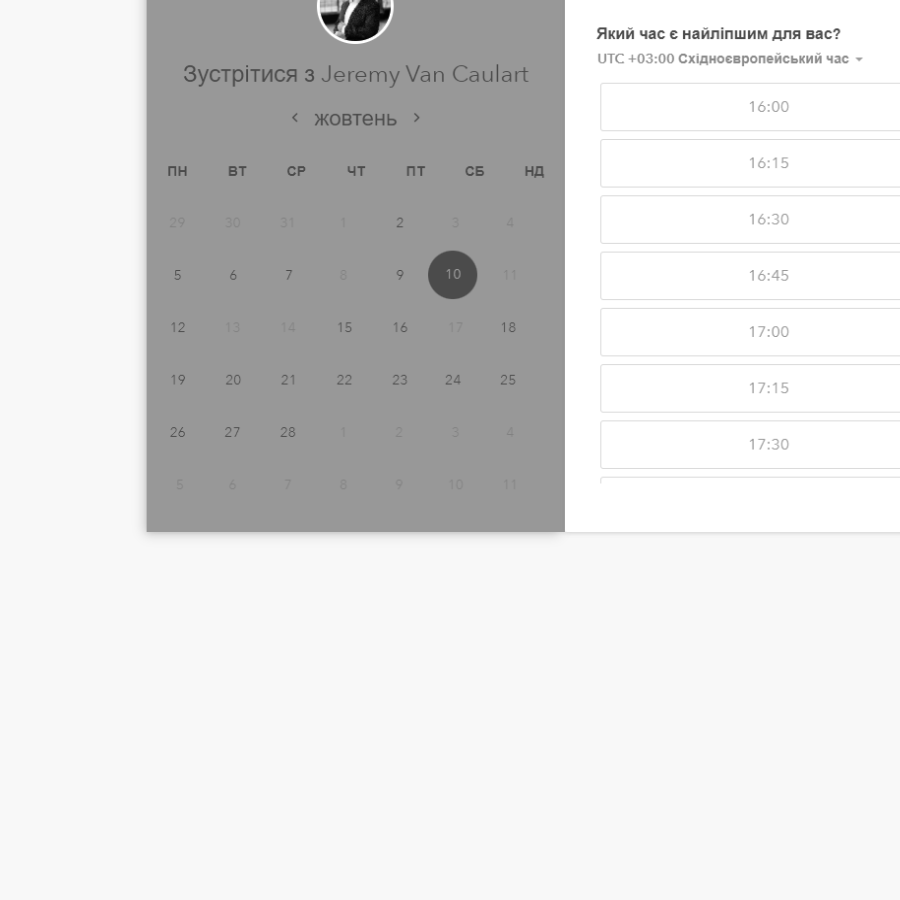 Зустрітися з Jeremy Van Caulart
жовтень
ПН ВТ СР ЧТ ПТ СБ НД
29 30 31 1 2 3 4
5 6 7 8 9 10 11
12 13 14 15 16 17 18
19 20 21 22 23 24 25
26 27 28 1 2 3 4
5 6 7 8 9 10 11
Який час є найліпшим для вас?
UTC +03:00 Східноєвропейський час
16:00
16:15
16:30
16:45
17:00
17:15
17:30